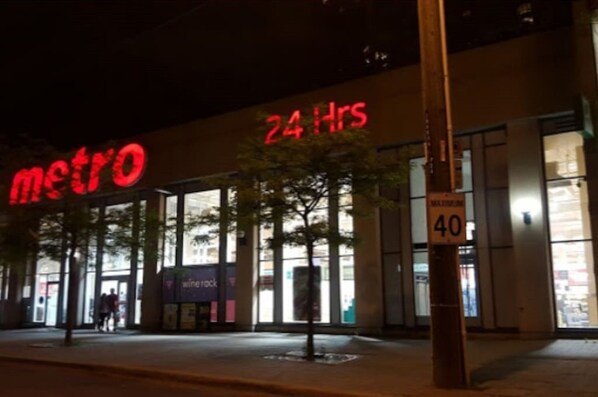 metro
24 Hrs
wine rack
MAXIMUM
40